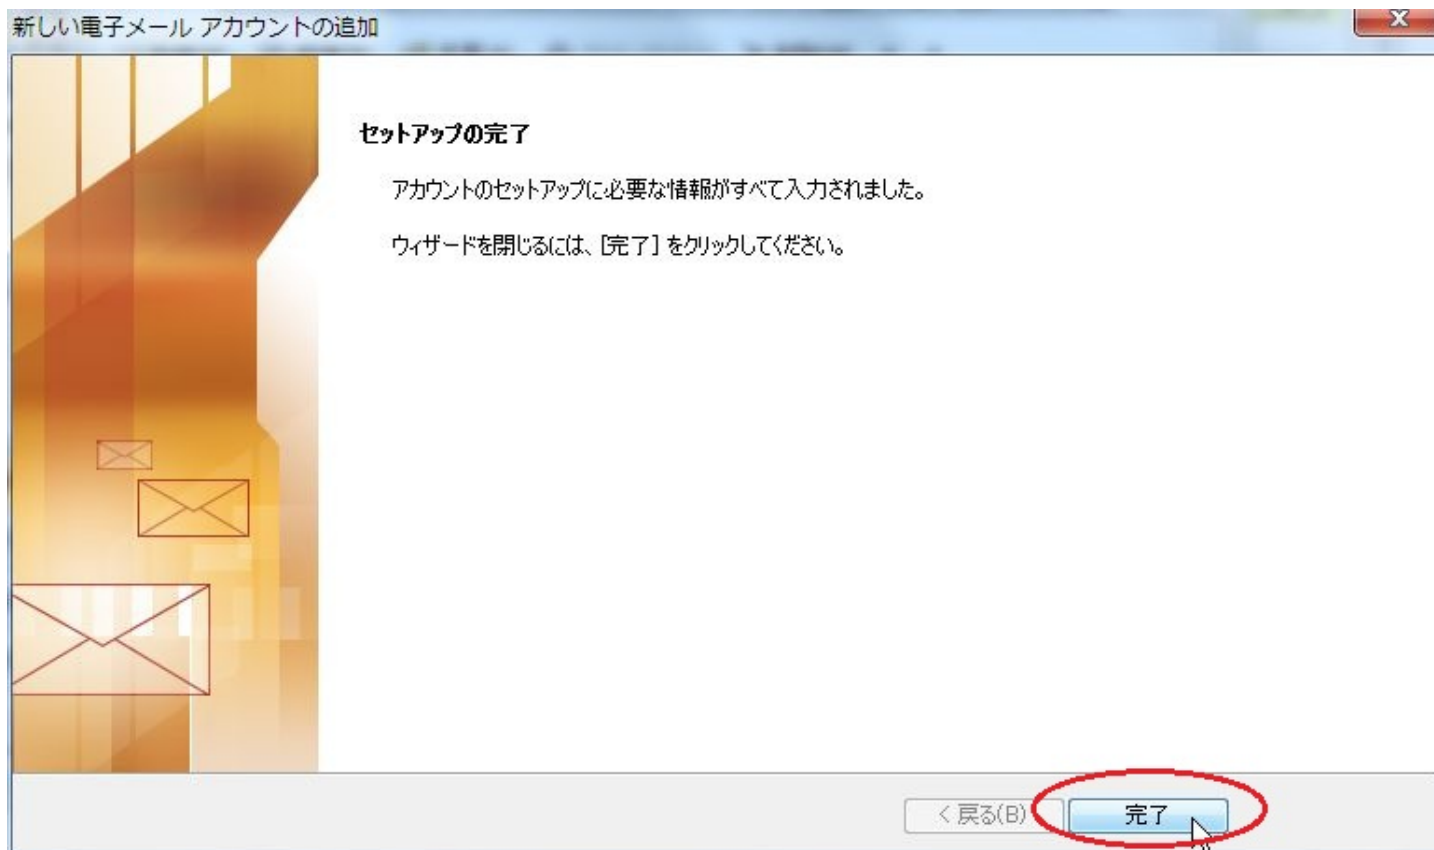 新しい電子メール アカウントの追加
セットアップの完了
アカウントのセットアップに必要な情報がすべて入力されました。
ウィザードを閉じるには、[完了] をクリックしてください。
< 戻る(B)
完了